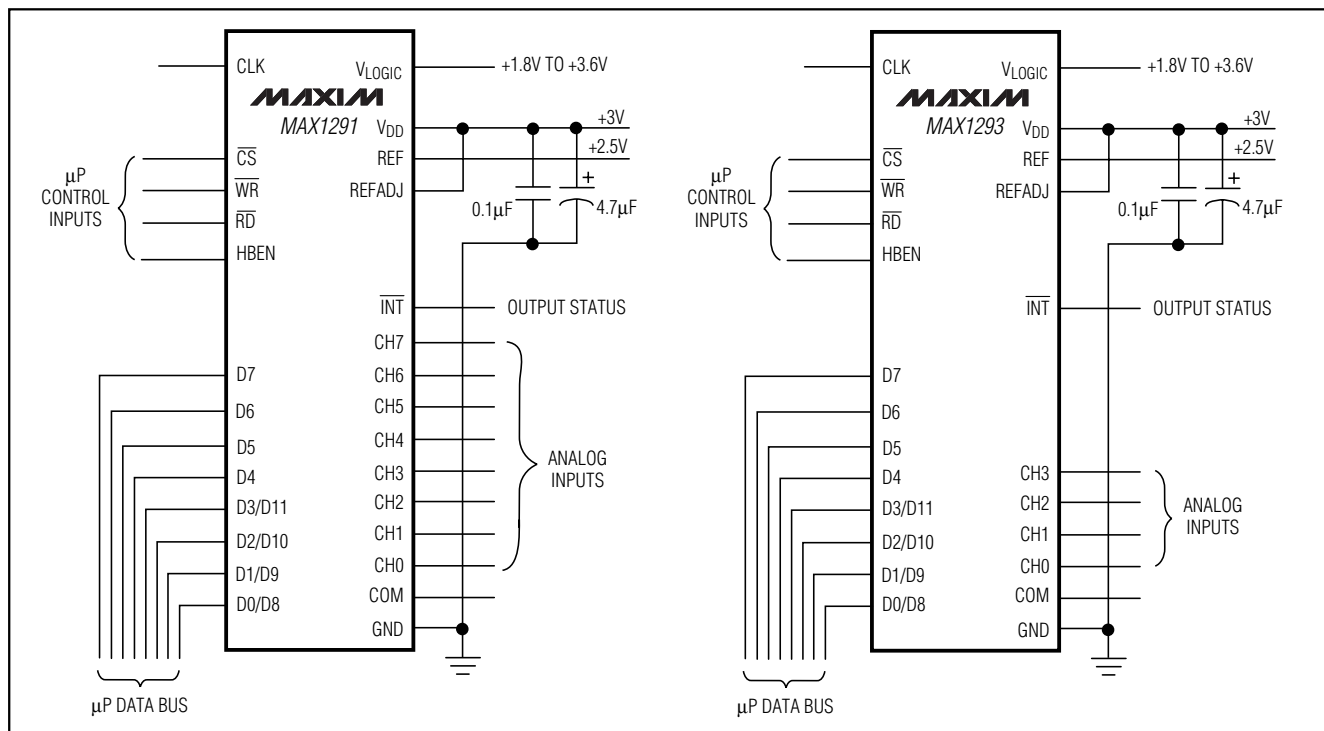 CLK
VLOGIC
+1.8V TO +3.6V
MAXIM
MAX1291
VDD
+3V
REF
+2.5V
REFADJ
µP
CONTROL
INPUTS
CS
WR
RD
HBEN
0.1µF
+
4.7µF
INT
OUTPUT STATUS
CH7
CH6
CH5
CH4
CH3
CH2
CH1
CH0
ANALOG
INPUTS
COM
GND
D7
D6
D5
D4
D3/D11
D2/D10
D1/D9
D0/D8
µP DATA BUS
CLK
VLOGIC
+1.8V TO +3.6V
MAXIM
MAX1293
VDD
+3V
REF
+2.5V
REFADJ
µP
CONTROL
INPUTS
CS
WR
RD
HBEN
0.1µF
+
4.7µF
INT
OUTPUT STATUS
CH3
CH2
CH1
CH0
ANALOG
INPUTS
COM
GND
D7
D6
D5
D4
D3/D11
D2/D10
D1/D9
D0/D8
µP DATA BUS